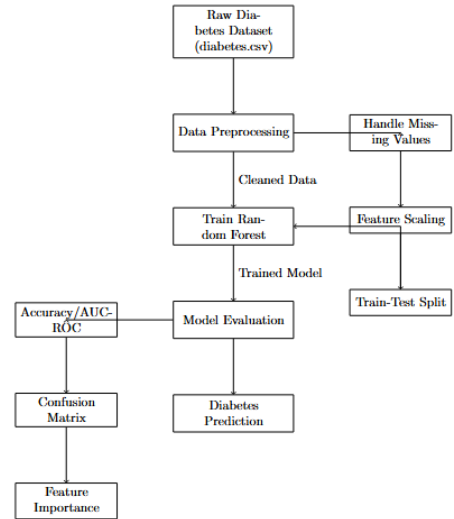 Raw Dia-
betes Dataset
(diabetes.csv)
Data Preprocessing
Handle Miss-
ing Values
Cleaned Data
Train Ran-
dom Forest
Feature Scaling
Trained Model
Train-Test Split
Accuracy/AUC-
ROC
Model Evaluation
Confusion
Matrix
Diabetes
Prediction
Feature
Importance